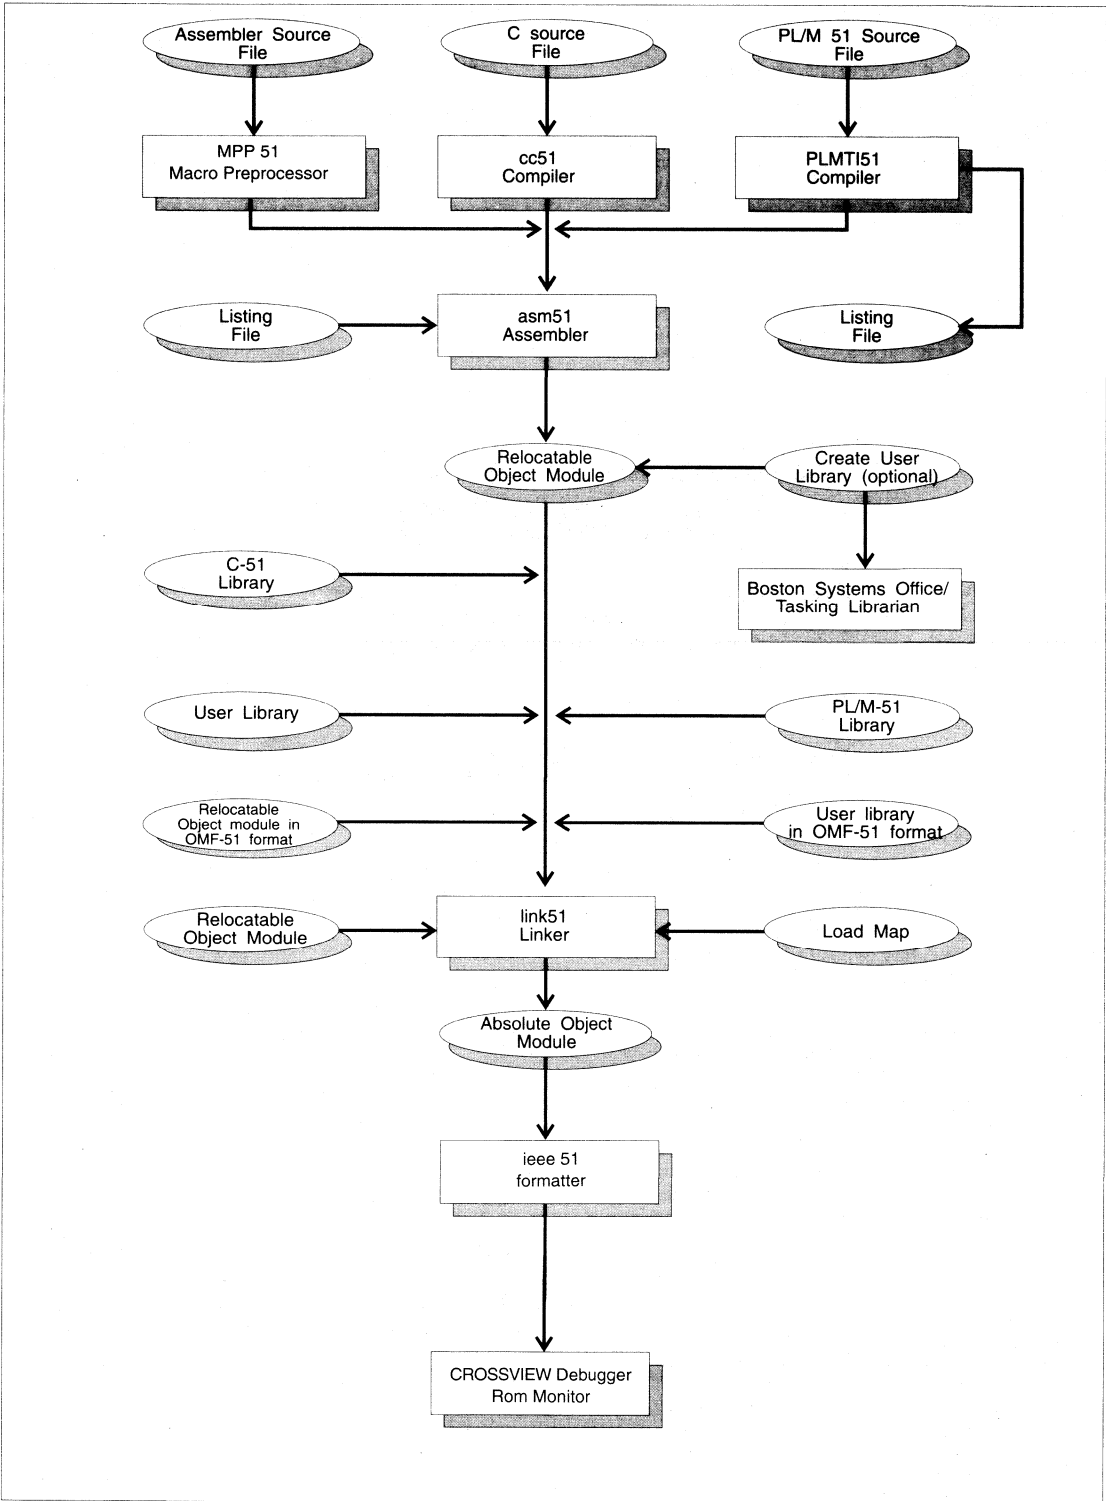 Assembler Source
File
C source
File
PL/M 51 Source
File
MPP 51
Macro Preprocessor
cc51
Compiler
PLMTI51
Compiler
Listing
File
asm51
Assembler
Listing
File
Relocatable
Object Module
Create User
Library (optional)
C-51
Library
Boston Systems Office/
Tasking Librarian
User Library
PL/M-51
Library
Relocatable
Object module in
OMF-51 format
User library
in OMF-51 format
Relocatable
Object Module
link51
Linker
Load Map
Absolute Object
Module
ieee 51
formatter
CROSSVIEW Debugger
Rom Monitor